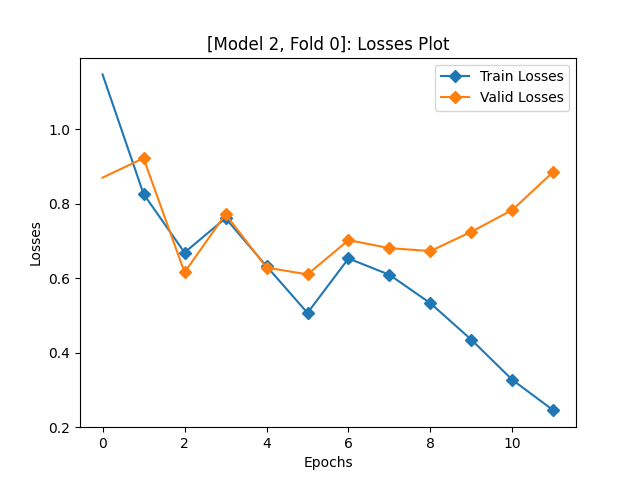 [Model 2, Fold 0]: Losses Plot
Train Losses
Valid Losses
Losses
1.0
0.8
0.6
0.4
0.2
0 2 4 6 8 10
Epochs